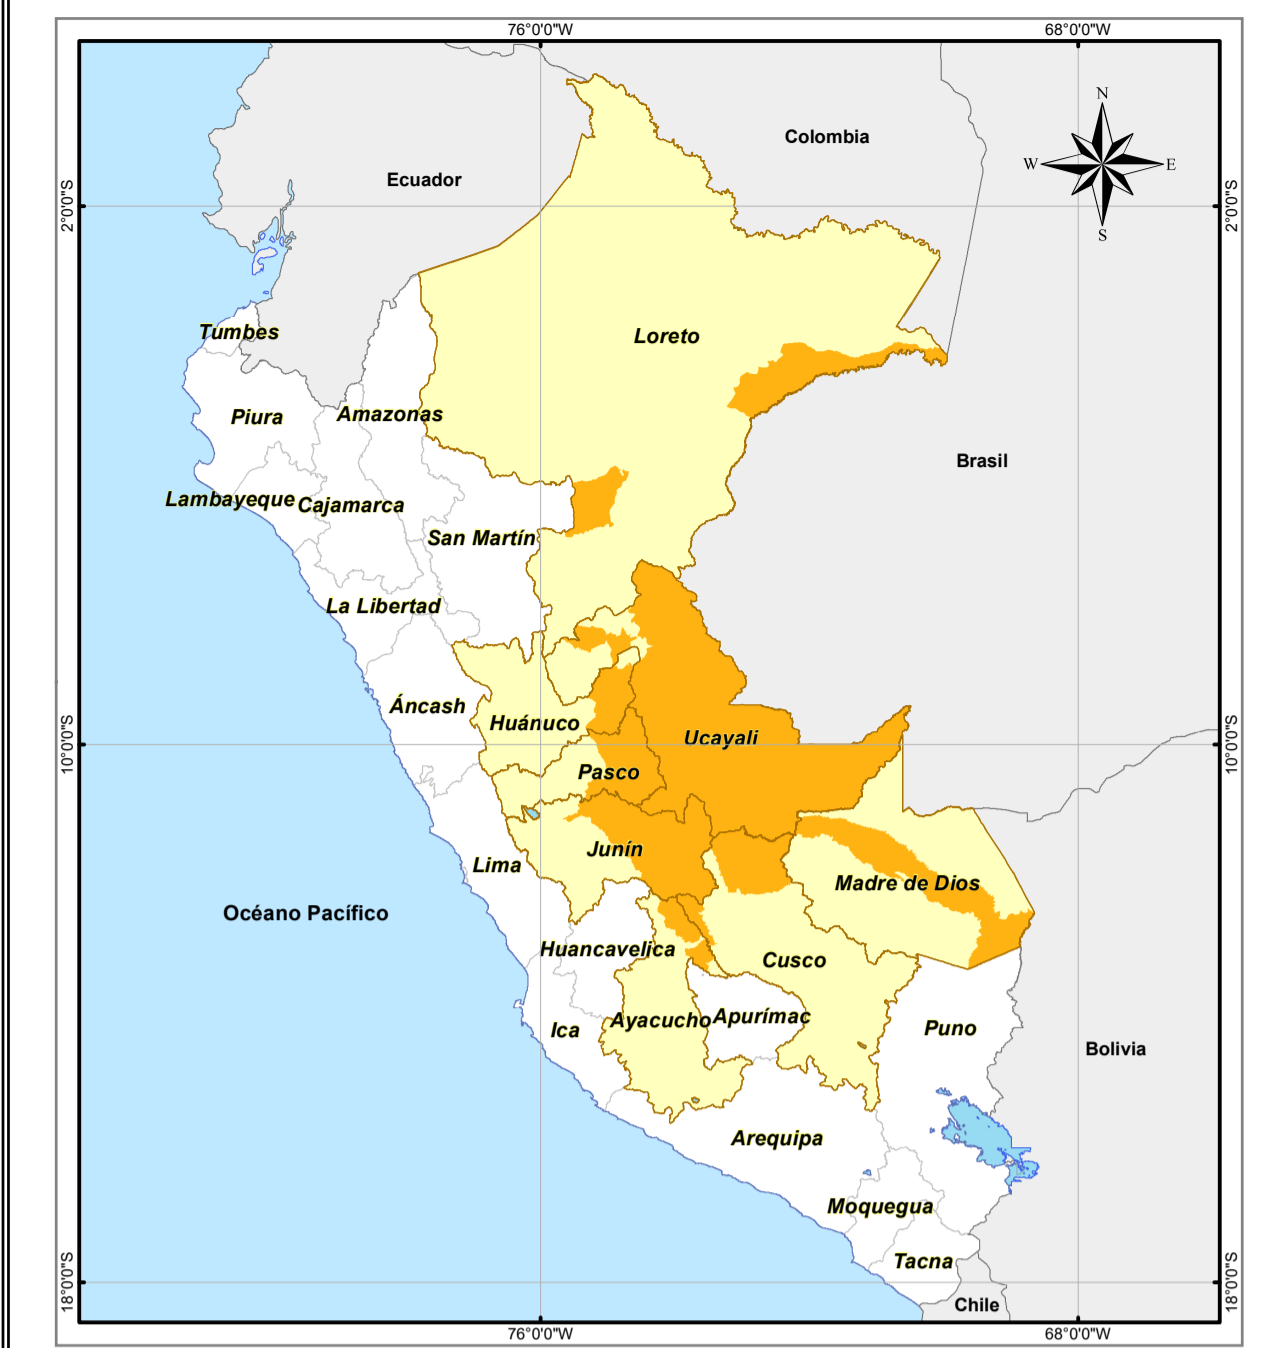 76°0'0"W
68°0'0"W
N
Colombia
W
E
Ecuador
2°0'0"S
2°0'0"S
S
Tumbes
Loreto
Piura
Amazonas
Brasil
Lambayeque
Cajamarca
San Martín
La Libertad
Áncash
Huánuco
Ucayali
10°0'0"S
10°0'0"S
Pasco
Junín
Lima
Madre de Dios
Océano Pacífico
Huancavelica
Cusco
Ica
Ayacucho
Apurímac
Puno
Bolivia
Arequipa
Moquegua
Tacna
18°0'0"S
18°0'0"S
Chile
76°0'0"W
68°0'0"W